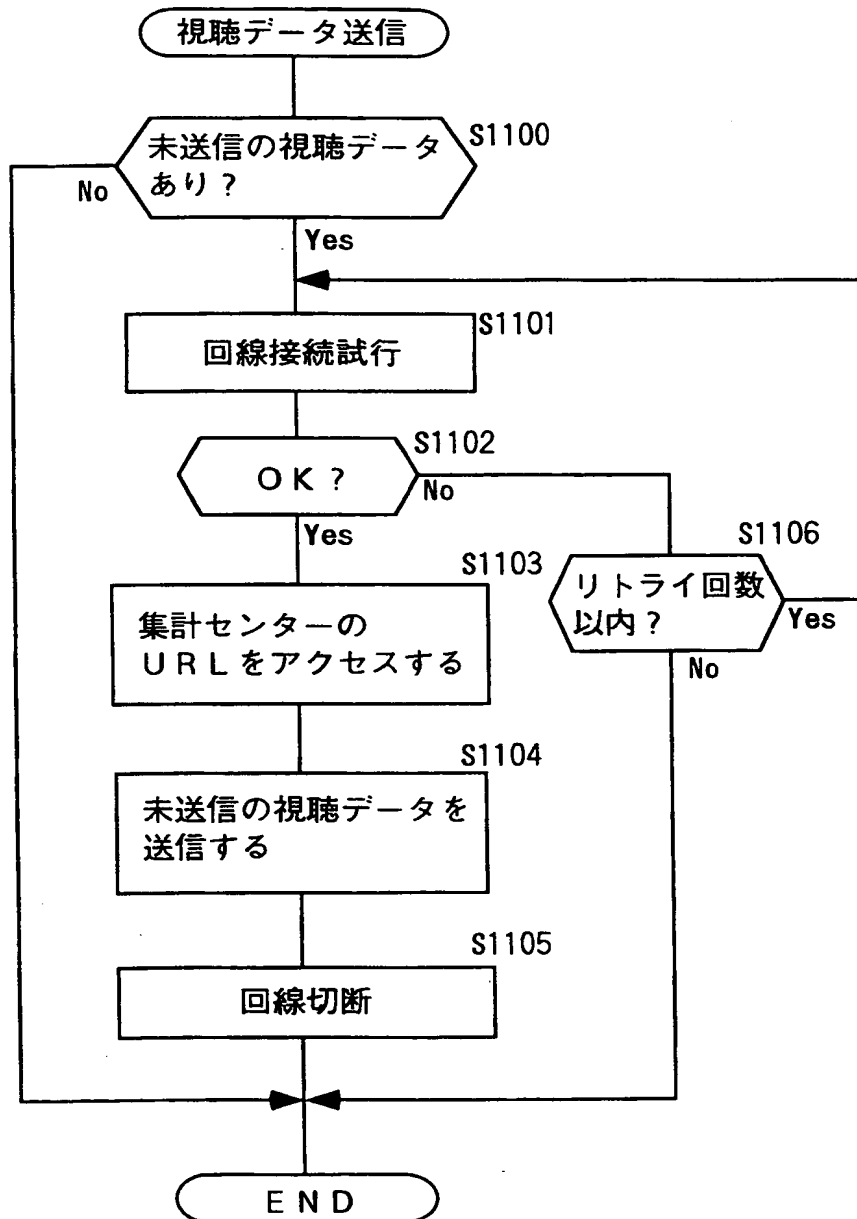 視聴データ送信
未送信の視聴データ
あり?
S1100
No
Yes
回線接続試行
S1101
OK?
S1102
No
Yes
S1106
リトライ回数
以内?
Yes
No
S1103
集計センターの
URLをアクセスする
S1104
未送信の視聴データを
送信する
S1105
回線切断
END